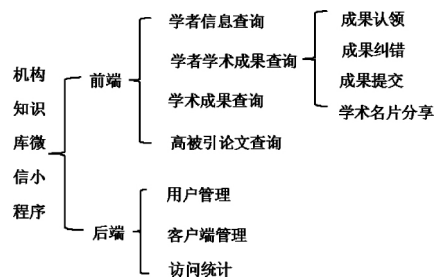 机构
知识
库微
信小
程序
前端
学者信息查询
学者学术成果查询
成果认领
成果纠错
成果提交
学术名片分享
学术成果查询
高被引论文查询
后端
用户管理
客户端管理
访问统计